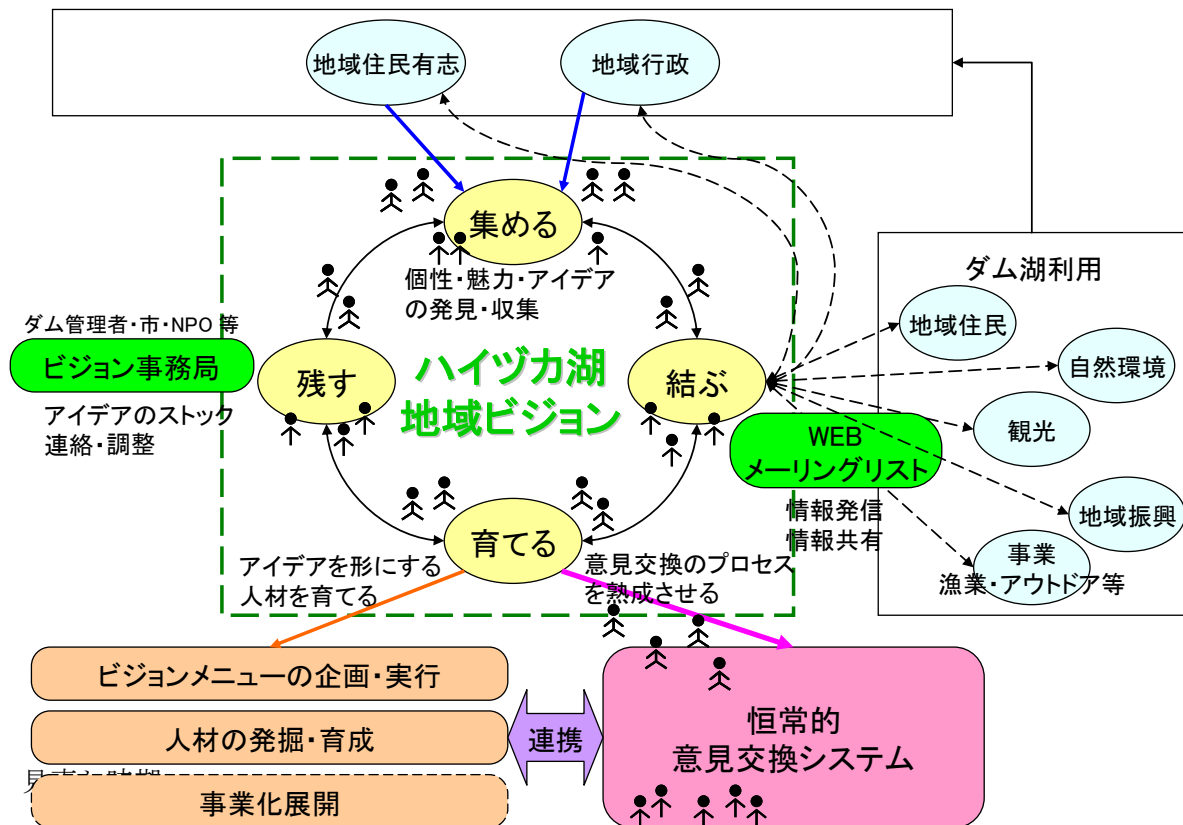 地域住民有志
地域行政
集める
個性・魅力・アイデア
の発見・収集
ダム湖利用
地域住民
自然環境
観光
地域振興
事業
漁業・アウトドア等
ダム管理者・市・NPO 等
ビジョン事務局
アイデアのストック
連絡・調整
残す
ハイヅカ湖
地域ビジョン
結ぶ
WEB
メーリングリスト
情報発信
情報共有
育てる
アイデアを形にする
人材を育てる
意見交換のプロセス
を熟成させる
ビジョンメニューの企画・実行
人材の発掘・育成
事業化展開
連携
恒常的
意見交換システム